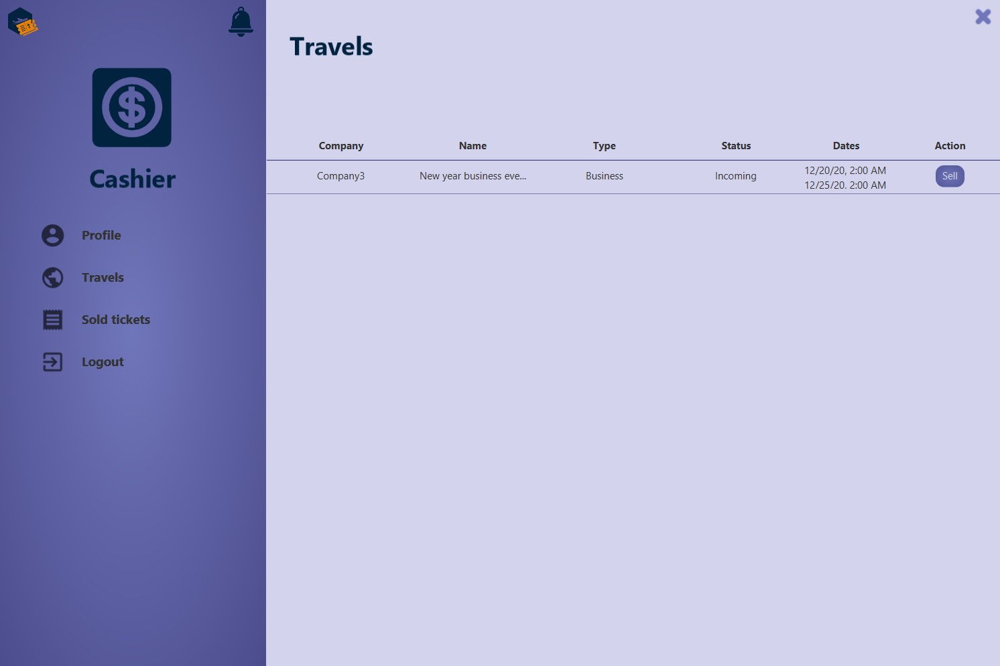 Travels
Cashier
Profile
Travels
Sold tickets
Logout
Company Name Type Status Dates Action
Company3 New year business eve... Business Incoming 12/20/20, 2:00 AM Sell
12/25/20. 2:00 AM